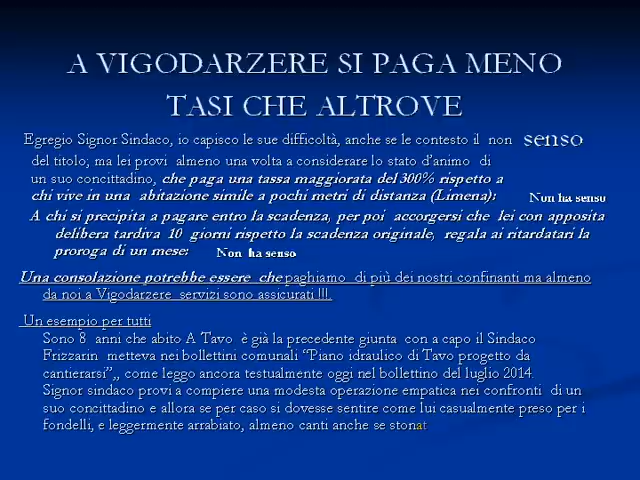 A VIGODARZERE SI PAGA MENO
TASI CHE ALTROVE
Egregio Signor Sindaco, io capisco le sue difficoltà, anche se le contesto il non senso
del titolo; ma lei provi almeno una volta a considerare lo stato d'animo di
un suo concittadino, che paga una tassa maggiorata del 300% rispetto a
chi vive in una abitazione simile a pochi metri di distanza (Limena): Non ha senso
A chi si precipita a pagare entro la scadenza, per poi accorgersi che lei con apposita
delibera tardiva 10 giorni rispetto la scadenza originale, regala ai ritardatari la
proroga di un mese: Non ha senso
Una consolazione potrebbe essere che paghiamo di più dei nostri confinanti ma almeno
da noi a Vigodarzere servizi sono assicurati !!!.
Un esempio per tutti
Sono 8 anni che abito A Tavo è già la precedente giunta con a capo il Sindaco
Frizzarin metteva nei bollettini comunali “Piano idraulico di Tavo progetto da
cantierarsi”,, come leggo ancora testualmente oggi nel bollettino del luglio 2014.
Signor sindaco provi a compiere una modesta operazione empatica nei confronti di un
suo concittadino e allora se per caso si dovesse sentire come lui casualmente preso per i
fondelli, e leggermente arrabiato, almeno canti anche se stonat